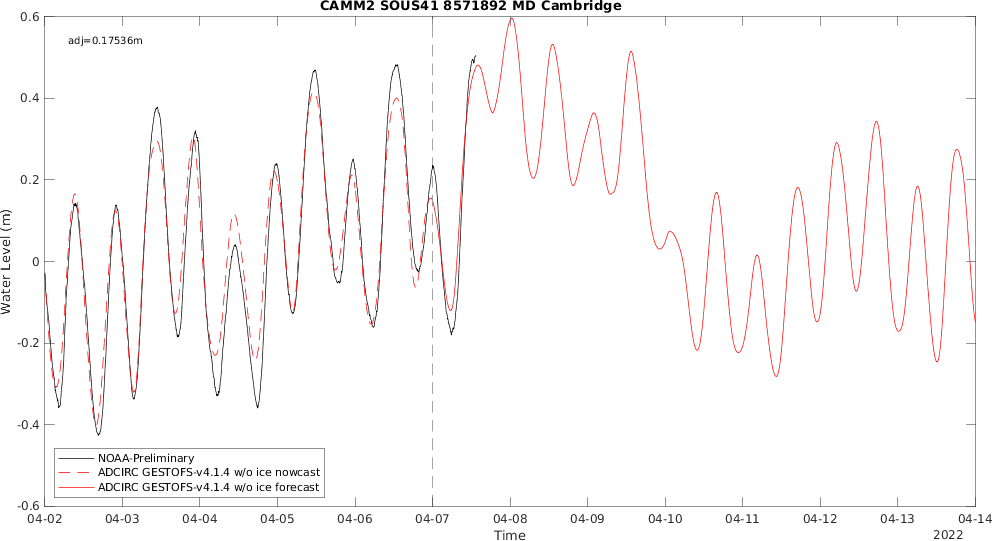 CAMM2 SOUS41 8571892 MD Cambridge
adj=0.17536m
0.6
0.4
0.2
0
-0.2
-0.4
-0.6
Water Level (m)
NOAA-Preliminary
ADCIRC GESTOFS-v4.1.4 w/o ice nowcast
ADCIRC GESTOFS-v4.1.4 w/o ice forecast
04-02 04-03 04-04 04-05 04-06 04-07 04-08 04-09 04-10 04-11 04-12 04-13 04-14
Time
2022